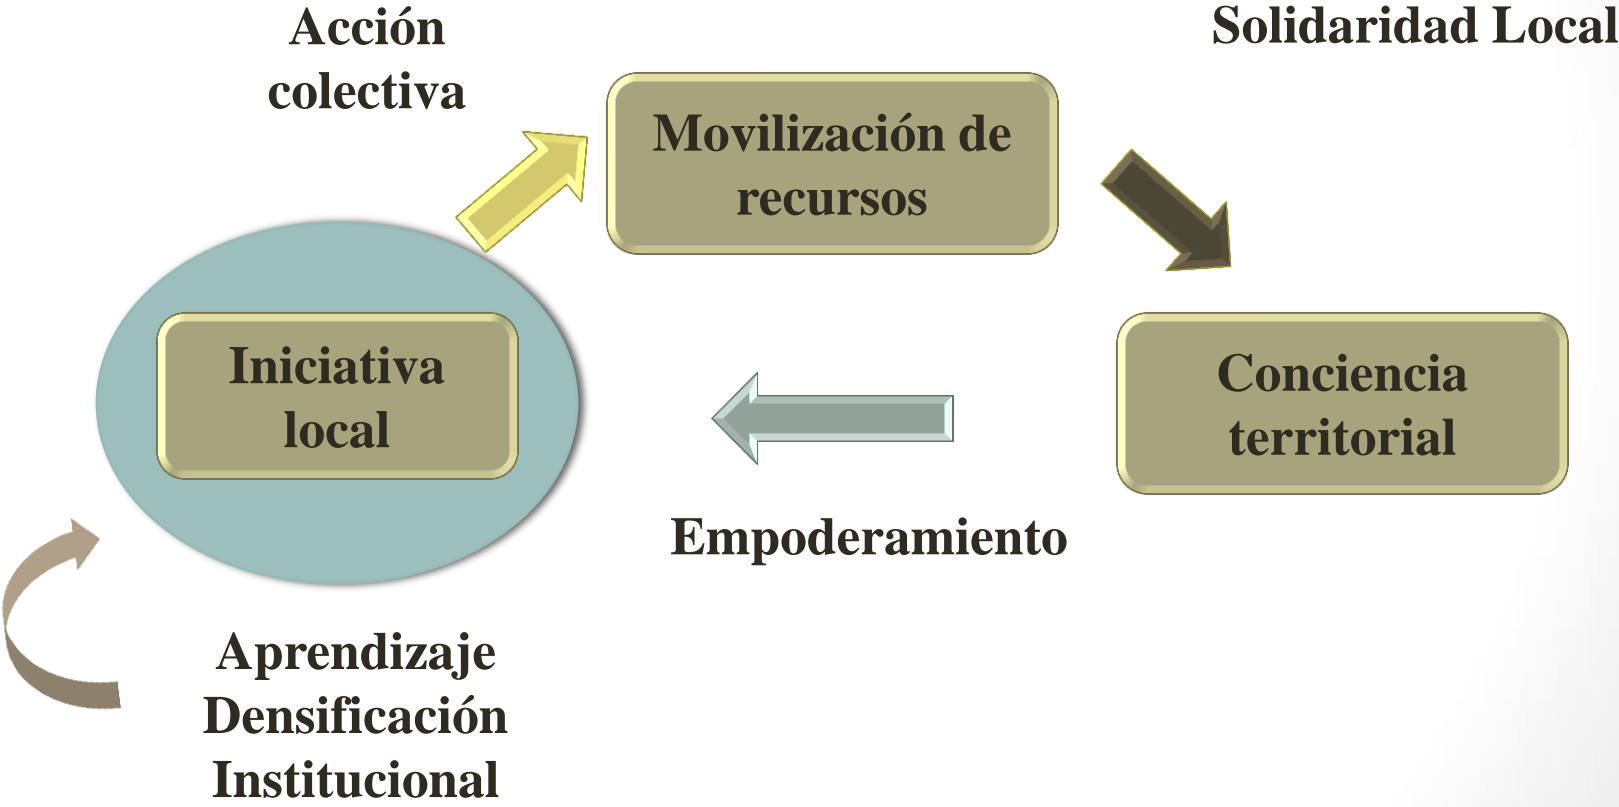 Acción
colectiva
Solidaridad Local
Movilización de
recursos
Iniciativa
local
Conciencia
territorial
Empoderamiento
Aprendizaje
Densificación
Institucional